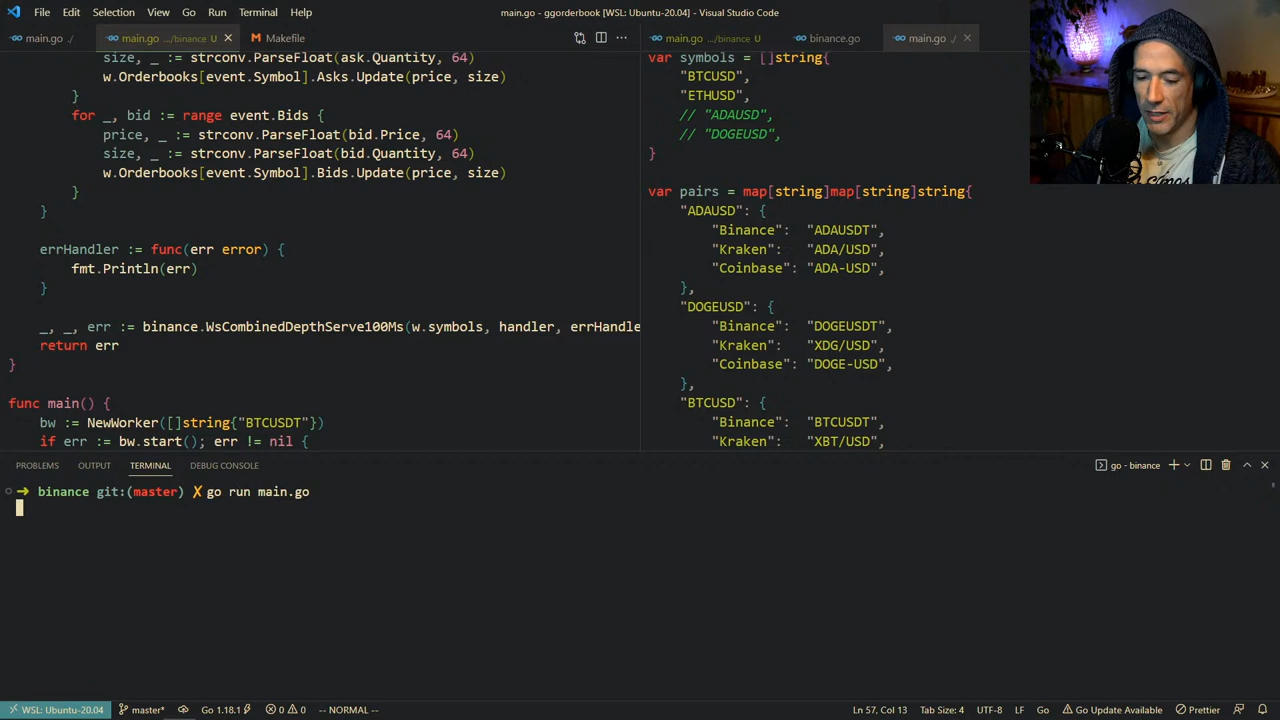 File Edit Selection View Go Run Terminal Help
main.go - ggorderbook [WSL: Ubuntu-20.04] - Visual Studio Code
main.go ./
main.go .../binance U
Makefile
size, _ := strconv.ParseFloat(ask.Quantity, 64)
w.Orderbooks[event.Symbol].Asks.Update(price, size)
}
for _, bid := range event.Bids {
price, _ := strconv.ParseFloat(bid.Price, 64)
size, _ := strconv.ParseFloat(bid.Quantity, 64)
w.Orderbooks[event.Symbol].Bids.Update(price, size)
}
}
errHandler := func(err error) {
fmt.Println(err)
}
_, _, err := binance.WsCombinedDepthServe100Ms(w.symbols, handler, errHandle
return err
}
func main() {
bw := NewWorker([]string{"BTCUSDT"})
if err := bw.start(); err != nil {
main.go .../binance U
binance.go
main.go ./
var symbols = []string{
"BTCUSD",
"ETHUSD",
// "ADAUSD",
// "DOGEUSD",
}
var pairs = map[string]map[string]string{
"ADAUSD": {
"Binance": "ADAUSDT",
"Kraken": "ADA/USD",
"Coinbase": "ADA-USD",
},
"DOGEUSD": {
"Binance": "DOGEUSDT",
"Kraken": "XDG/USD",
"Coinbase": "DOGE-USD",
},
"BTCUSD": {
"Binance": "BTCUSDT",
"Kraken": "XBT/USD",
PROBLEMS OUTPUT TERMINAL DEBUG CONSOLE
go - binance
binance git:(master) ✗ go run main.go
WSL: Ubuntu-20.04 master* Go 1.18.1 0 0 -- NORMAL -- Ln 57, Col 13 Tab Size: 4 UTF-8 LF Go Go Update Available Prettier